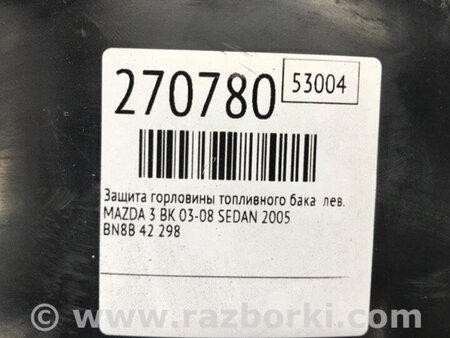 270780
53004
Защита горловины топливного бака лев.
MAZDA 3 BK 03-08 SEDAN 2005
BN8B 42 298
© www.razborki.com